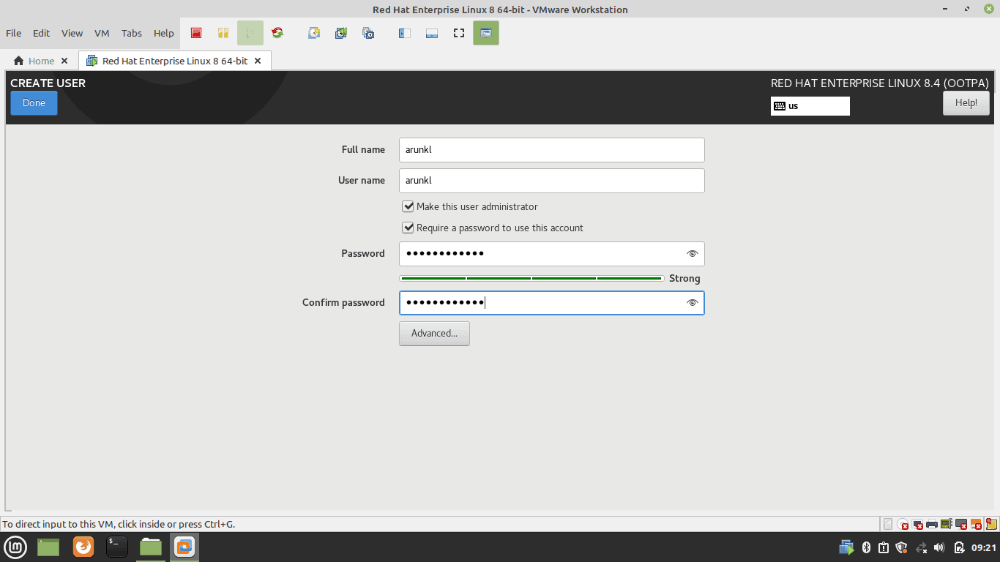 Red Hat Enterprise Linux 8 64-bit - VMware Workstation
File Edit View VM Tabs Help
Home Red Hat Enterprise Linux 8 64-bit
CREATE USER RED HAT ENTERPRISE LINUX 8.4 (OOTPA)
Done us Help!
Full name arunkl
User name arunkl
Make this user administrator
Require a password to use this account
Password ●●●●●●●●●●●●
Strong
Confirm password ●●●●●●●●●●●●
Advanced...
To direct input to this VM, click inside or press Ctrl+G.
$_ 09:21